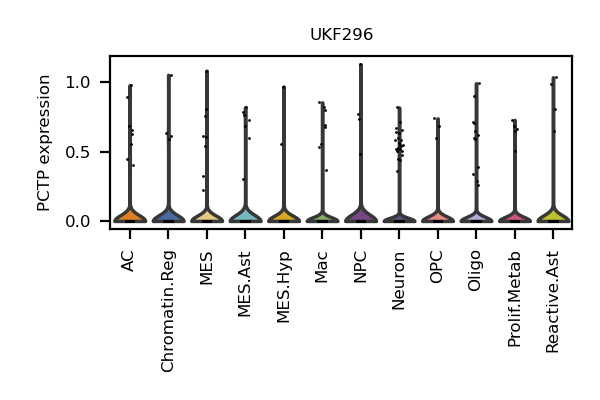 UKF296
PCTP expression
1.0
0.5
0.0
AC
Chromatin.Reg
MES
MES.Ast
MES.Hyp
Mac
NPC
Neuron
OPC
Oligo
Prolif.Metab
Reactive.Ast